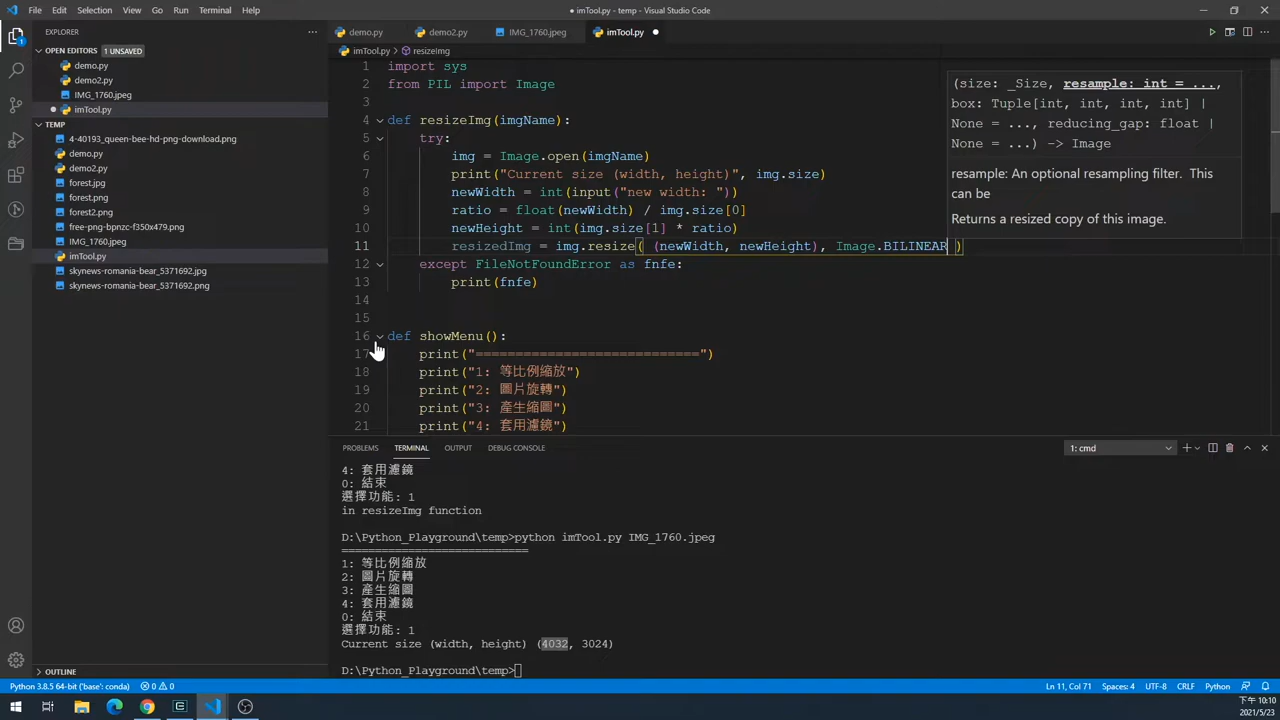 File Edit Selection View Go Run Terminal Help
● imTool.py - temp - Visual Studio Code
EXPLORER
demo.py demo2.py IMG_1760.jpeg imTool.py ●
OPEN EDITORS 1 UNSAVED
demo.py
demo2.py
IMG_1760.jpeg
● imTool.py
TEMP
4-40193_queen-bee-hd-png-download.png
demo.py
demo2.py
forest.jpg
forest.png
forest2.png
free-png-bpnzc-f350x479.png
IMG_1760.jpeg
imTool.py
skynews-romania-bear_5371692.jpg
skynews-romania-bear_5371692.png
OUTLINE
imTool.py > resizeImg
1 import sys
2 from PIL import Image
3
4 def resizeImg(imgName):
5 try:
6 img = Image.open(imgName)
7 print("Current size (width, height)", img.size)
8 newWidth = int(input("new width: "))
9 ratio = float(newWidth) / img.size[0]
10 newHeight = int(img.size[1] * ratio)
11 resizedImg = img.resize( (newWidth, newHeight), Image.BILINEAR )
12 except FileNotFoundError as fnfe:
13 print(fnfe)
14
15
16 def showMenu():
17 print("============================")
18 print("1: 等比例縮放")
19 print("2: 圖片旋轉")
20 print("3: 產生縮圖")
21 print("4: 套用濾鏡")
(size: _Size, resample: int = ...,
box: Tuple[int, int, int, int] |
None = ..., reducing_gap: float |
None = ...) -> Image
resample: An optional resampling filter. This
can be
Returns a resized copy of this image.
PROBLEMS TERMINAL OUTPUT DEBUG CONSOLE
1: cmd
4: 套用濾鏡
0: 結束
選擇功能: 1
in resizeImg function
D:\Python_Playground\temp>python imTool.py IMG_1760.jpeg
============================
1: 等比例縮放
2: 圖片旋轉
3: 產生縮圖
4: 套用濾鏡
0: 結束
選擇功能: 1
Current size (width, height) (4032, 3024)
D:\Python_Playground\temp>
Python 3.8.5 64-bit ('base': conda) 0 0
Ln 11, Col 71 Spaces: 4 UTF-8 CRLF Python
下午 10:10
2021/5/23